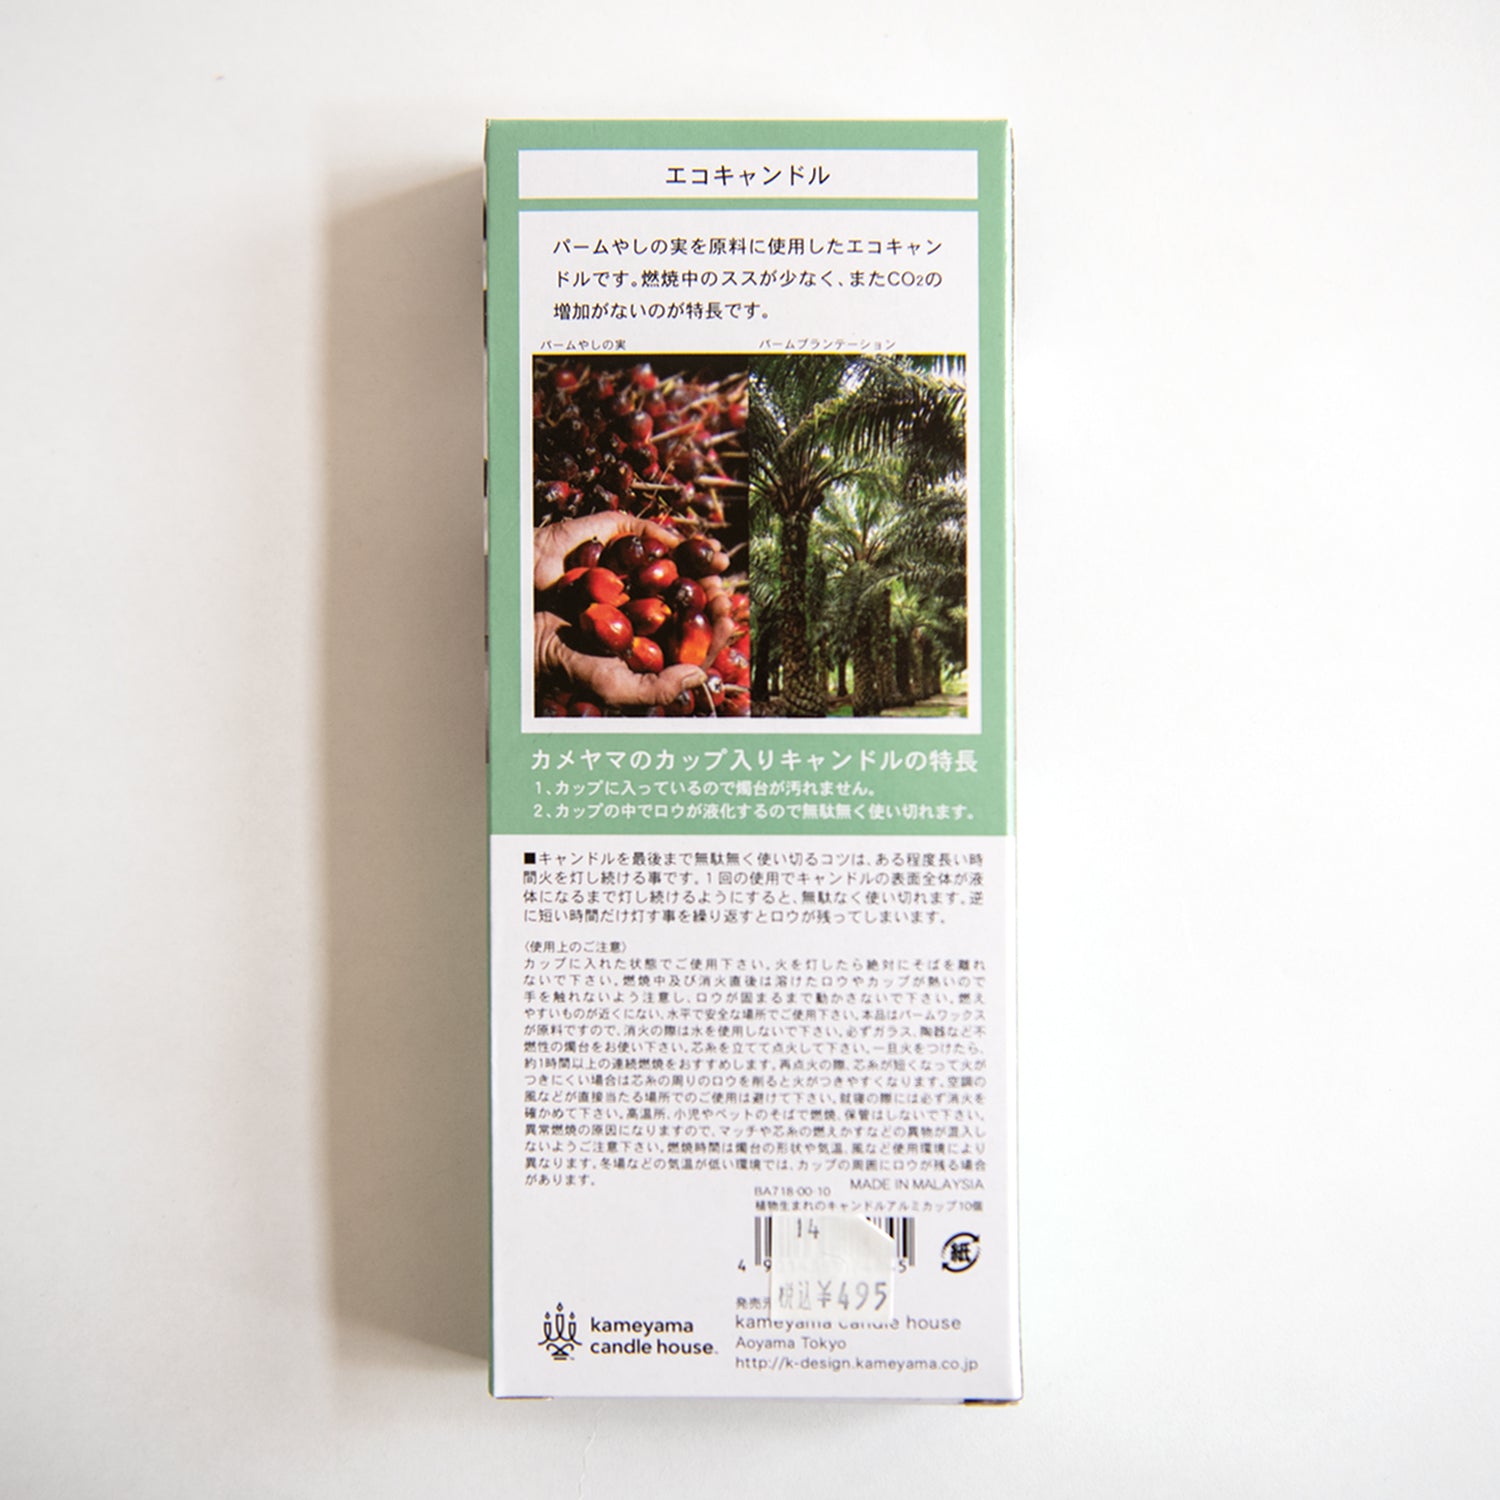 エコキャンドル
パームやしの実を原料に使用したエコキャン
ドルです。燃焼中のススが少なく、またCO2の
増加がないのが特長です。
パームやしの実
パームプランテーション
カメヤマのカップ入りキャンドルの特長
1、カップに入っているので燭台が汚れません。
2、カップの中でロウが液化するので無駄無く使い切れます。
■キャンドルを最後まで無駄無く使い切るコツは、ある程度長い時
間火を灯し続ける事です。1回の使用でキャンドルの表面全体が液
体になるまで灯し続けるようにすると、無駄なく使い切れます。逆
に短い時間だけ灯す事を繰り返すとロウが残ってしまいます。
〈使用上のご注意〉
カップに入れた状態でご使用下さい。火を灯したら絶対にそばを離れ
ないで下さい。燃焼中及び消火直後は溶けたロウやカップが熱いので
手を触れないよう注意し、ロウが固まるまで動かさないで下さい。燃え
やすいものが近くにない、水平で安全な場所でご使用下さい。本品はパームワックス
が原料ですので、消火の際は水を使用しないで下さい。必ずガラス、陶器など不
燃性の燭台をお使い下さい。芯糸を立てて点火して下さい。一旦火をつけたら、
約1時間以上の連続燃焼をおすすめします。再点火の際、芯糸が短くなって火が
つきにくい場合は芯糸の周りのロウを削ると火がつきやすくなります。空調の
風などが直接当たる場所でのご使用は避けて下さい。就寝の際には必ず消火を
確かめて下さい。高温所、小児やペットのそばで燃焼、保管はしないで下さい。
異常燃焼の原因になりますので、マッチや芯糸の燃えかすなどの異物が混入し
ないようご注意下さい。燃焼時間は燭台の形状や気温、風など使用環境により
異なります。冬場などの気温が低い環境では、カップの周囲にロウが残る場合
があります。
MADE IN MALAYSIA
BA718-00-10
植物生まれのキャンドルアルミカップ10個
14
4 9 5
税込¥495
紙
発売元
kameyama candle house
Aoyama Tokyo
http://k-design.kameyama.co.jp
kameyama
candle house.